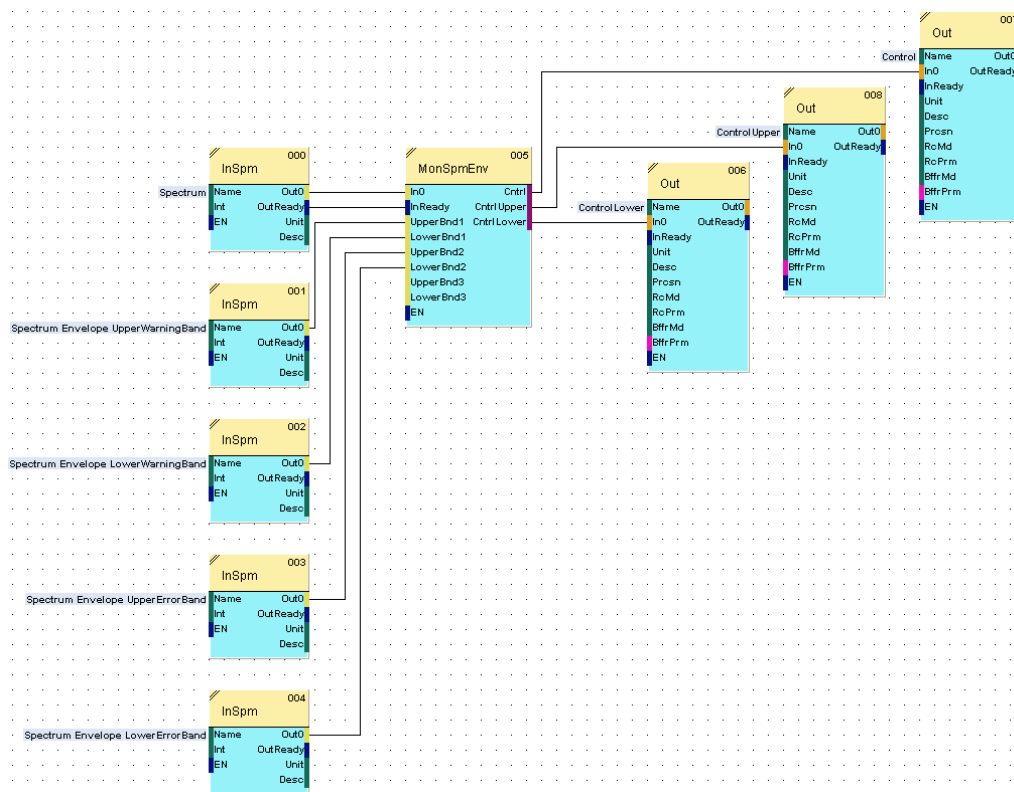 007
Out
Control
Name Out0
In0 OutReady
InReady
Unit
Desc
Prcsn
RcMd
RcPrm
BffrMd
BffrPrm
EN
008
Out
Control Upper
Name Out0
In0 OutReady
InReady
Unit
Desc
Prcsn
RcMd
RcPrm
BffrMd
BffrPrm
EN
006
Out
Control Lower
Name Out0
In0 OutReady
InReady
Unit
Desc
Prcsn
RcMd
RcPrm
BffrMd
BffrPrm
EN
000
InSpm
Spectrum
Name Out0
Int OutReady
EN Unit
Desc
005
MonSpmEnv
In0 Cntrl
InReady Cntrl Upper
UpperBnd1 Cntrl Lower
LowerBnd1
UpperBnd2
LowerBnd2
UpperBnd3
LowerBnd3
EN
001
InSpm
Spectrum Envelope UpperWarningBand
Name Out0
Int OutReady
EN Unit
Desc
002
InSpm
Spectrum Envelope LowerWarningBand
Name Out0
Int OutReady
EN Unit
Desc
003
InSpm
Spectrum Envelope UpperErrorBand
Name Out0
Int OutReady
EN Unit
Desc
004
InSpm
Spectrum Envelope LowerErrorBand
Name Out0
Int OutReady
EN Unit
Desc